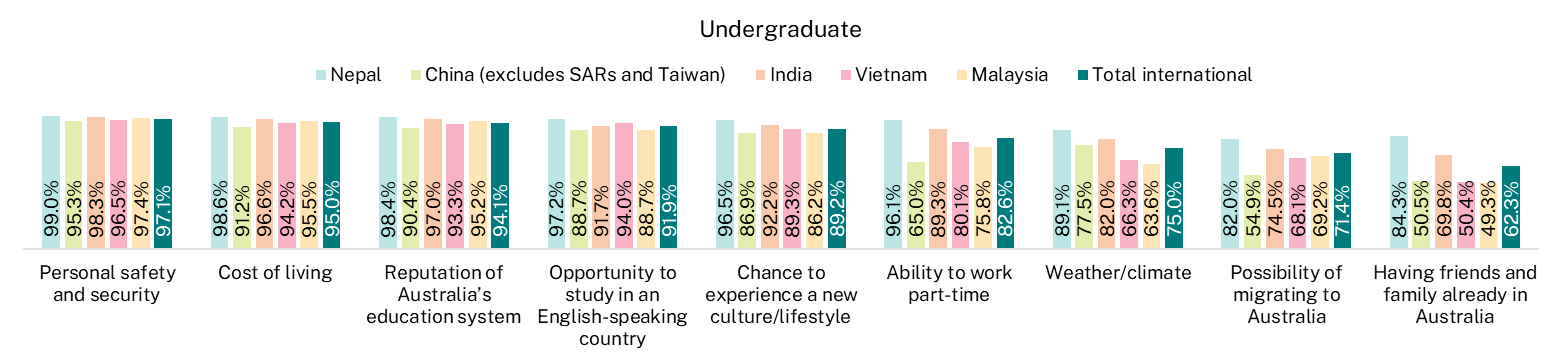 Undergraduate
Nepal China (excludes SARs and Taiwan) India Vietnam Malaysia Total international
99.0% 95.3% 98.3% 96.5% 97.4% 97.1%
98.6% 91.2% 96.6% 94.2% 95.5% 95.0%
98.4% 90.4% 97.0% 93.3% 95.2% 94.1%
97.2% 88.7% 91.7% 94.0% 88.7% 91.9%
96.5% 86.9% 92.2% 89.3% 86.2% 89.2%
96.1% 65.0% 89.3% 80.1% 75.8% 82.6%
89.1% 77.5% 82.0% 66.3% 63.6% 75.0%
82.0% 54.9% 74.5% 68.1% 69.2% 71.4%
84.3% 50.5% 69.8% 50.4% 49.3% 62.3%
Personal safety
and security
Cost of living
Reputation of
Australia’s
education system
Opportunity to
study in an
English-speaking
country
Chance to
experience a new
culture/lifestyle
Ability to work
part-time
Weather/climate
Possibility of
migrating to
Australia
Having friends and
family already in
Australia